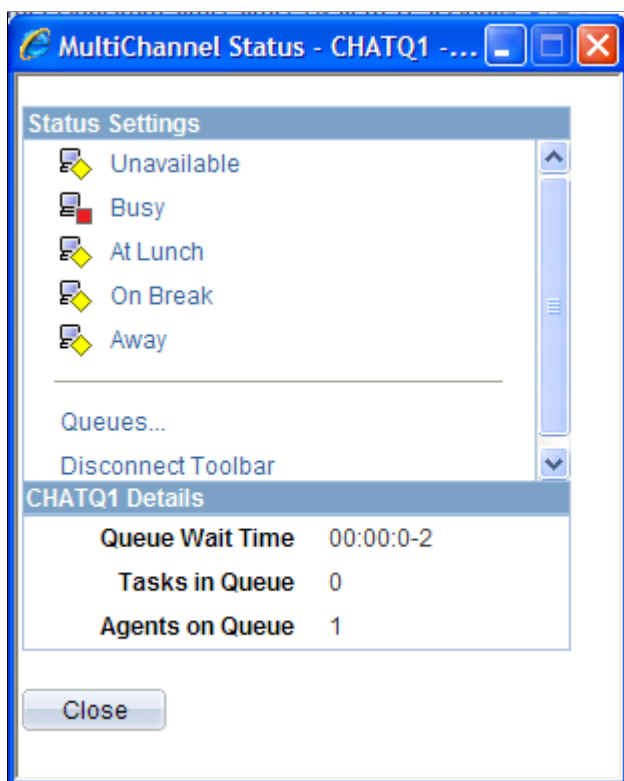 MultiChannel Status - CHATQ1 -...
Status Settings
Unavailable
Busy
At Lunch
On Break
Away
Queues...
Disconnect Toolbar
CHATQ1 Details
Queue Wait Time 00:00:0-2
Tasks in Queue 0
Agents on Queue 1
Close